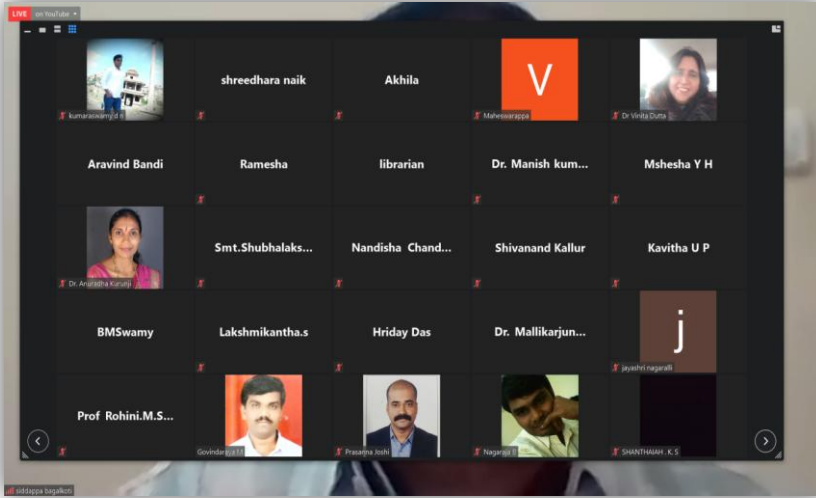 LIVE on YouTube
kumaraswamy d n
shreedhara naik
Akhila
V
Maheswarappa
Dr Vinita Dutta
Aravind Bandi
Ramesha
librarian
Dr. Manish kum...
Mshesha Y H
Dr. Anuradha Kurunji
Smt.Shubhalaks...
Nandisha Chand...
Shivanand Kallur
Kavitha U P
BMSwamy
Lakshmikantha.s
Hriday Das
Dr. Mallikarjun...
j
jayashri nagaralli
Prof Rohini.M.S...
Prasanna Joshi
SHANTHAIAH . K. S
siddappa bagalkoti